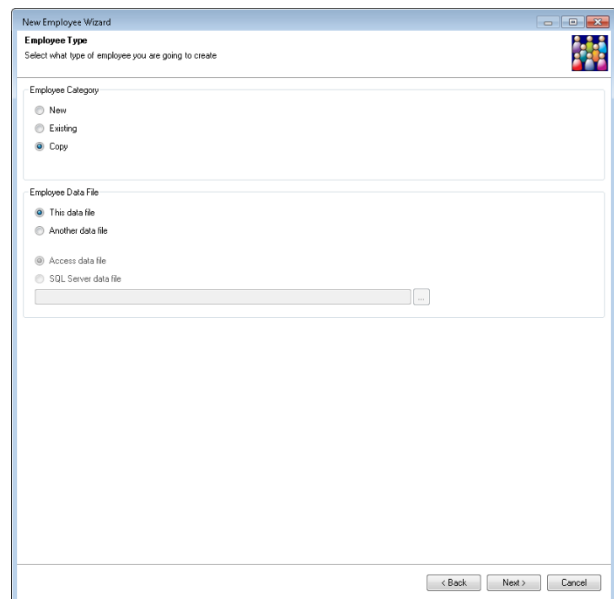 New Employee Wizard
Employee Type
Select what type of employee you are going to create
Employee Category
New
Existing
Copy
Employee Data File
This data file
Another data file
Access data file
SQL Server data file
...
< Back Next > Cancel